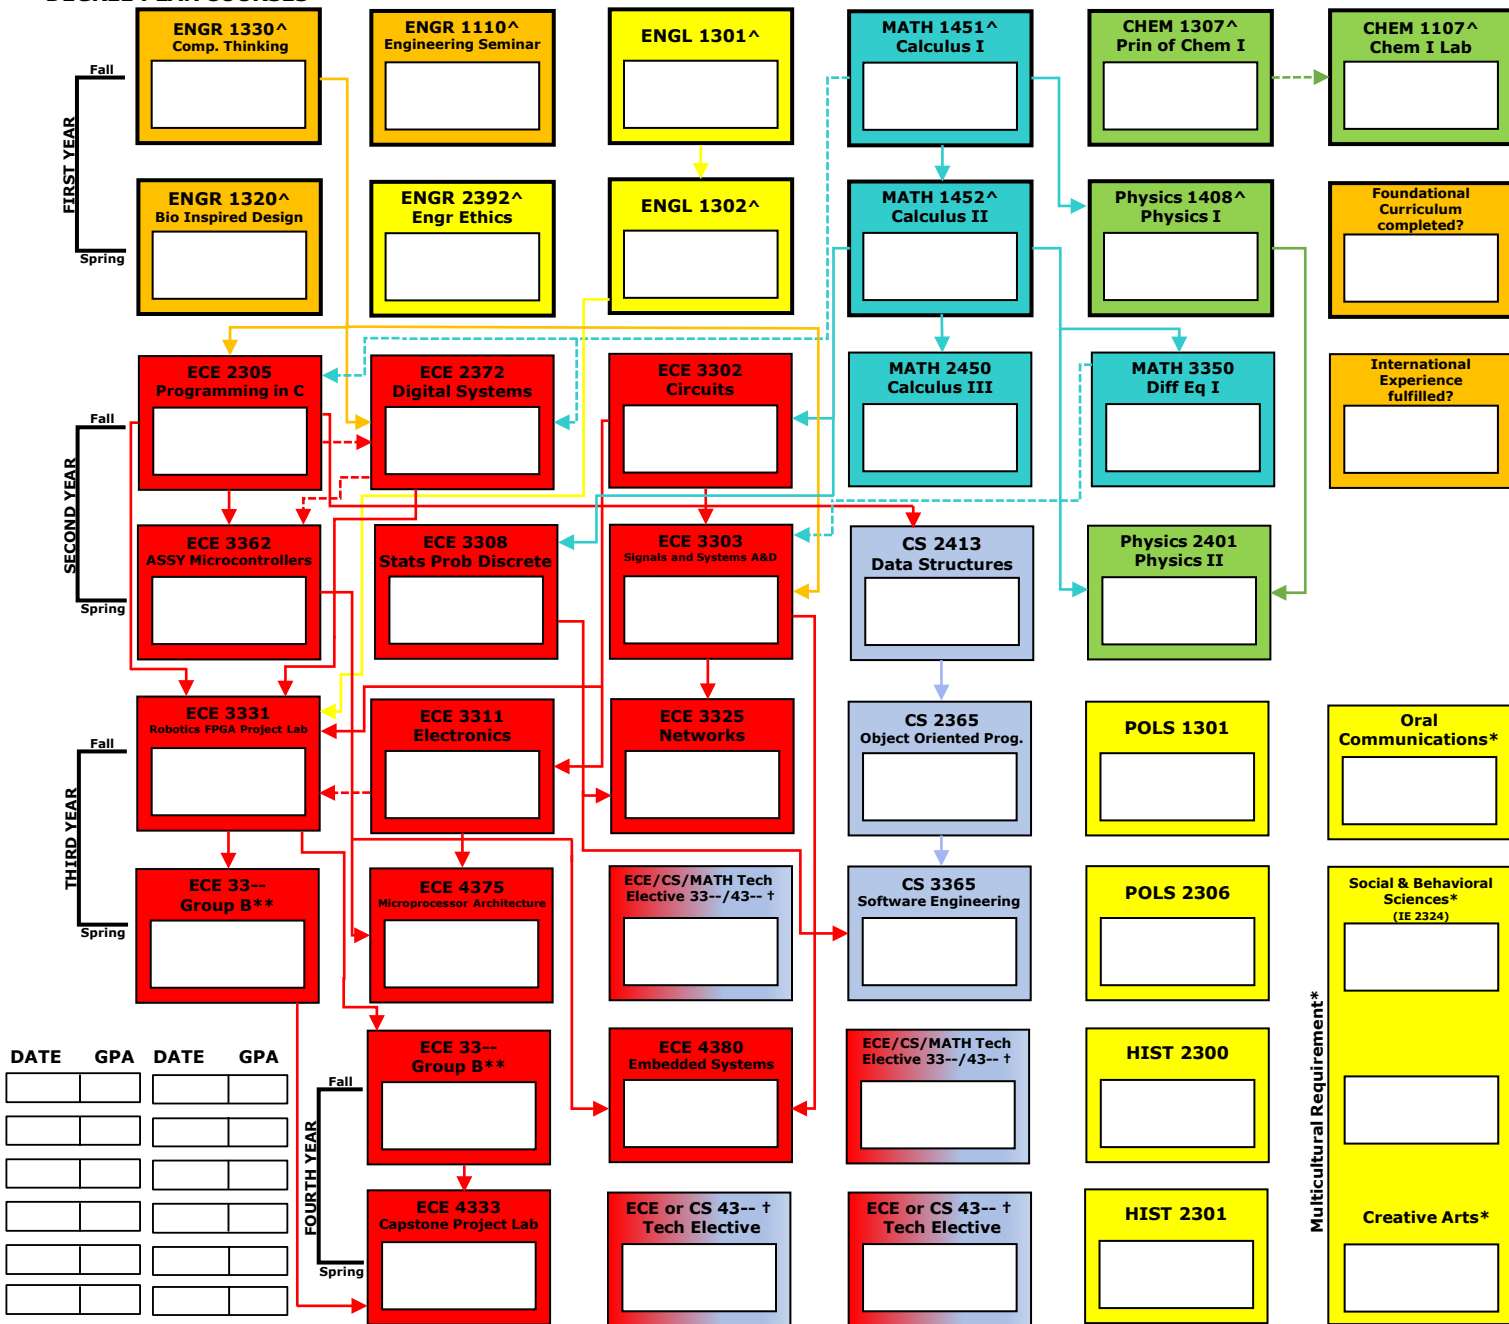 DEGREE PLAN COURSES
ENGR 1330^
Comp. Thinking
ENGR 1110^
Engineering Seminar
ENGL 1301^
MATH 1451^
Calculus I
CHEM 1307^
Prin of Chem I
CHEM 1107^
Chem I Lab
Fall
FIRST YEAR
Spring
ENGR 1320^
Bio Inspired Design
ENGR 2392^
Engr Ethics
ENGL 1302^
MATH 1452^
Calculus II
Physics 1408^
Physics I
Foundational
Curriculum
completed?
ECE 2305
Programming in C
ECE 2372
Digital Systems
ECE 3302
Circuits
MATH 2450
Calculus III
MATH 3350
Diff Eq I
International
Experience
fulfilled?
Fall
SECOND YEAR
Spring
ECE 3362
ASSY Microcontrollers
ECE 3308
Stats Prob Discrete
ECE 3303
Signals and Systems A&D
CS 2413
Data Structures
Physics 2401
Physics II
ECE 3331
Robotics FPGA Project Lab
ECE 3311
Electronics
ECE 3325
Networks
CS 2365
Object Oriented Prog.
POLS 1301
Oral
Communications*
Fall
THIRD YEAR
Spring
ECE 33--
Group B**
ECE 4375
Microprocessor Architecture
ECE/CS/MATH Tech
Elective 33--/43-- †
CS 3365
Software Engineering
POLS 2306
Social & Behavioral
Sciences*
(IE 2324)
Multicultural Requirement*
DATE GPA DATE GPA
ECE 33--
Group B**
ECE 4380
Embedded Systems
ECE/CS/MATH Tech
Elective 33--/43-- †
HIST 2300
Fall
FOURTH YEAR
Spring
ECE 4333
Capstone Project Lab
ECE or CS 43-- †
Tech Elective
ECE or CS 43-- †
Tech Elective
HIST 2301
Creative Arts*